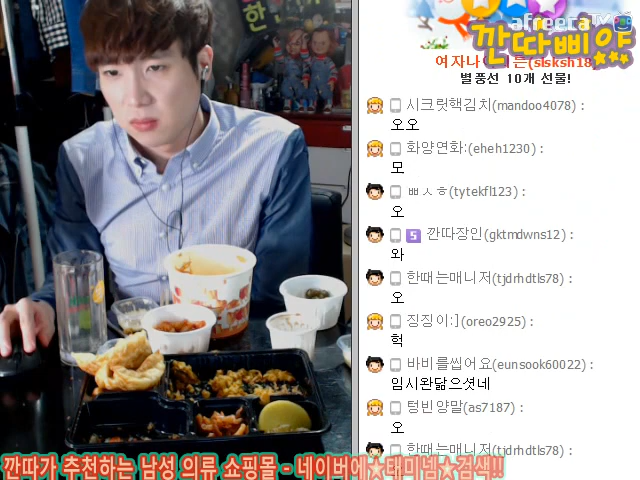 afreecaTV
깐따삐야
여자나이서른(slsksh18)
별풍선 10개 선물!
시크릿핵김치(mandoo4078) :
오오
화양연화:(eheh1230) :
모
ㅃㅅㅎ(tytekfl123) :
오
S 깐따장인(gktmdwns12) :
와
한때는매니저(tjdrhdtls78) :
오
징징이:](oreo2925) :
헉
바비를씹어요(eunsook60022) :
임시완닮으셧네
텅빈양말(as7187) :
오
한때는매니저(tjdrhdtls78) :
깐따가 추천하는 남성 의류 쇼핑몰 - 네이버에★태미넴★검색!!